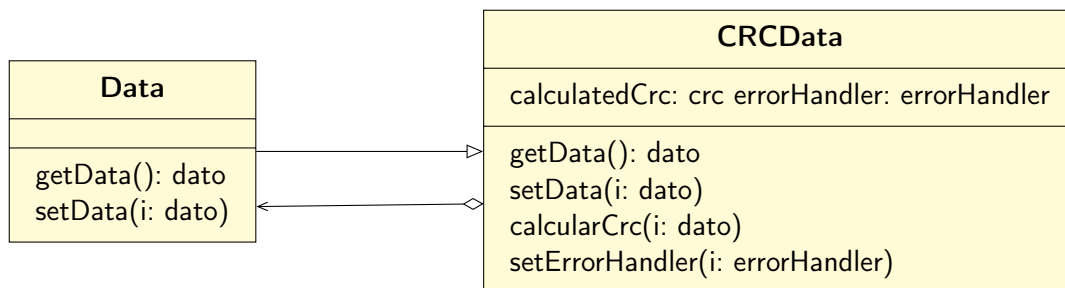 Data
getData(): dato
setData(i: dato)
CRCData
calculatedCrc: crc errorHandler: errorHandler
getData(): dato
setData(i: dato)
calcularCrc(i: dato)
setErrorHandler(i: errorHandler)